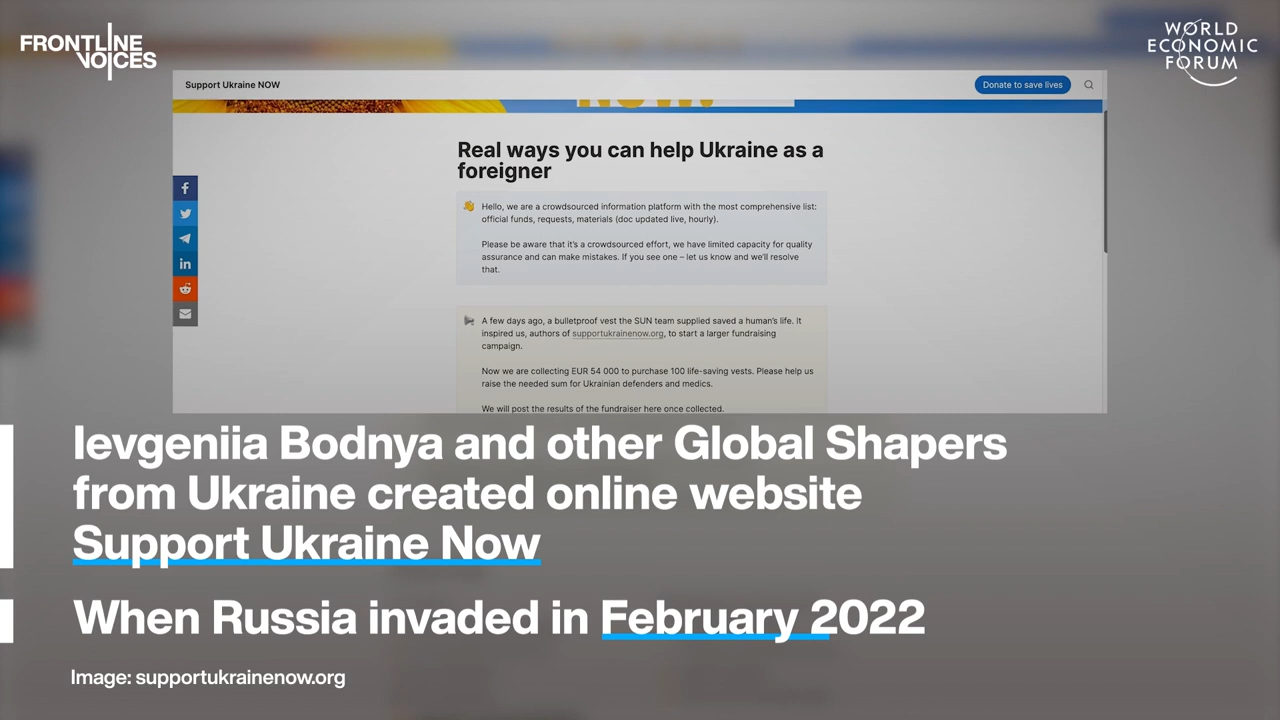 FRONTLINE
VOICES
WORLD
ECONOMIC
FORUM
Support Ukraine NOW
Donate to save lives
Real ways you can help Ukraine as a
foreigner
Hello, we are a crowdsourced information platform with the most comprehensive list:
official funds, requests, materials (doc updated live, hourly).
Please be aware that it's a crowdsourced effort, we have limited capacity for quality
assurance and can make mistakes. If you see one – let us know and we'll resolve
that.
A few days ago, a bulletproof vest the SUN team supplied saved a human's life. It
inspired us, authors of supportukrainenow.org, to start a larger fundraising
campaign.
Now we are collecting EUR 54 000 to purchase 100 life-saving vests. Please help us
raise the needed sum for Ukrainian defenders and medics.
We will post the results of the fundraiser here once collected.
Ievgeniia Bodnya and other Global Shapers
from Ukraine created online website
Support Ukraine Now
When Russia invaded in February 2022
Image: supportukrainenow.org